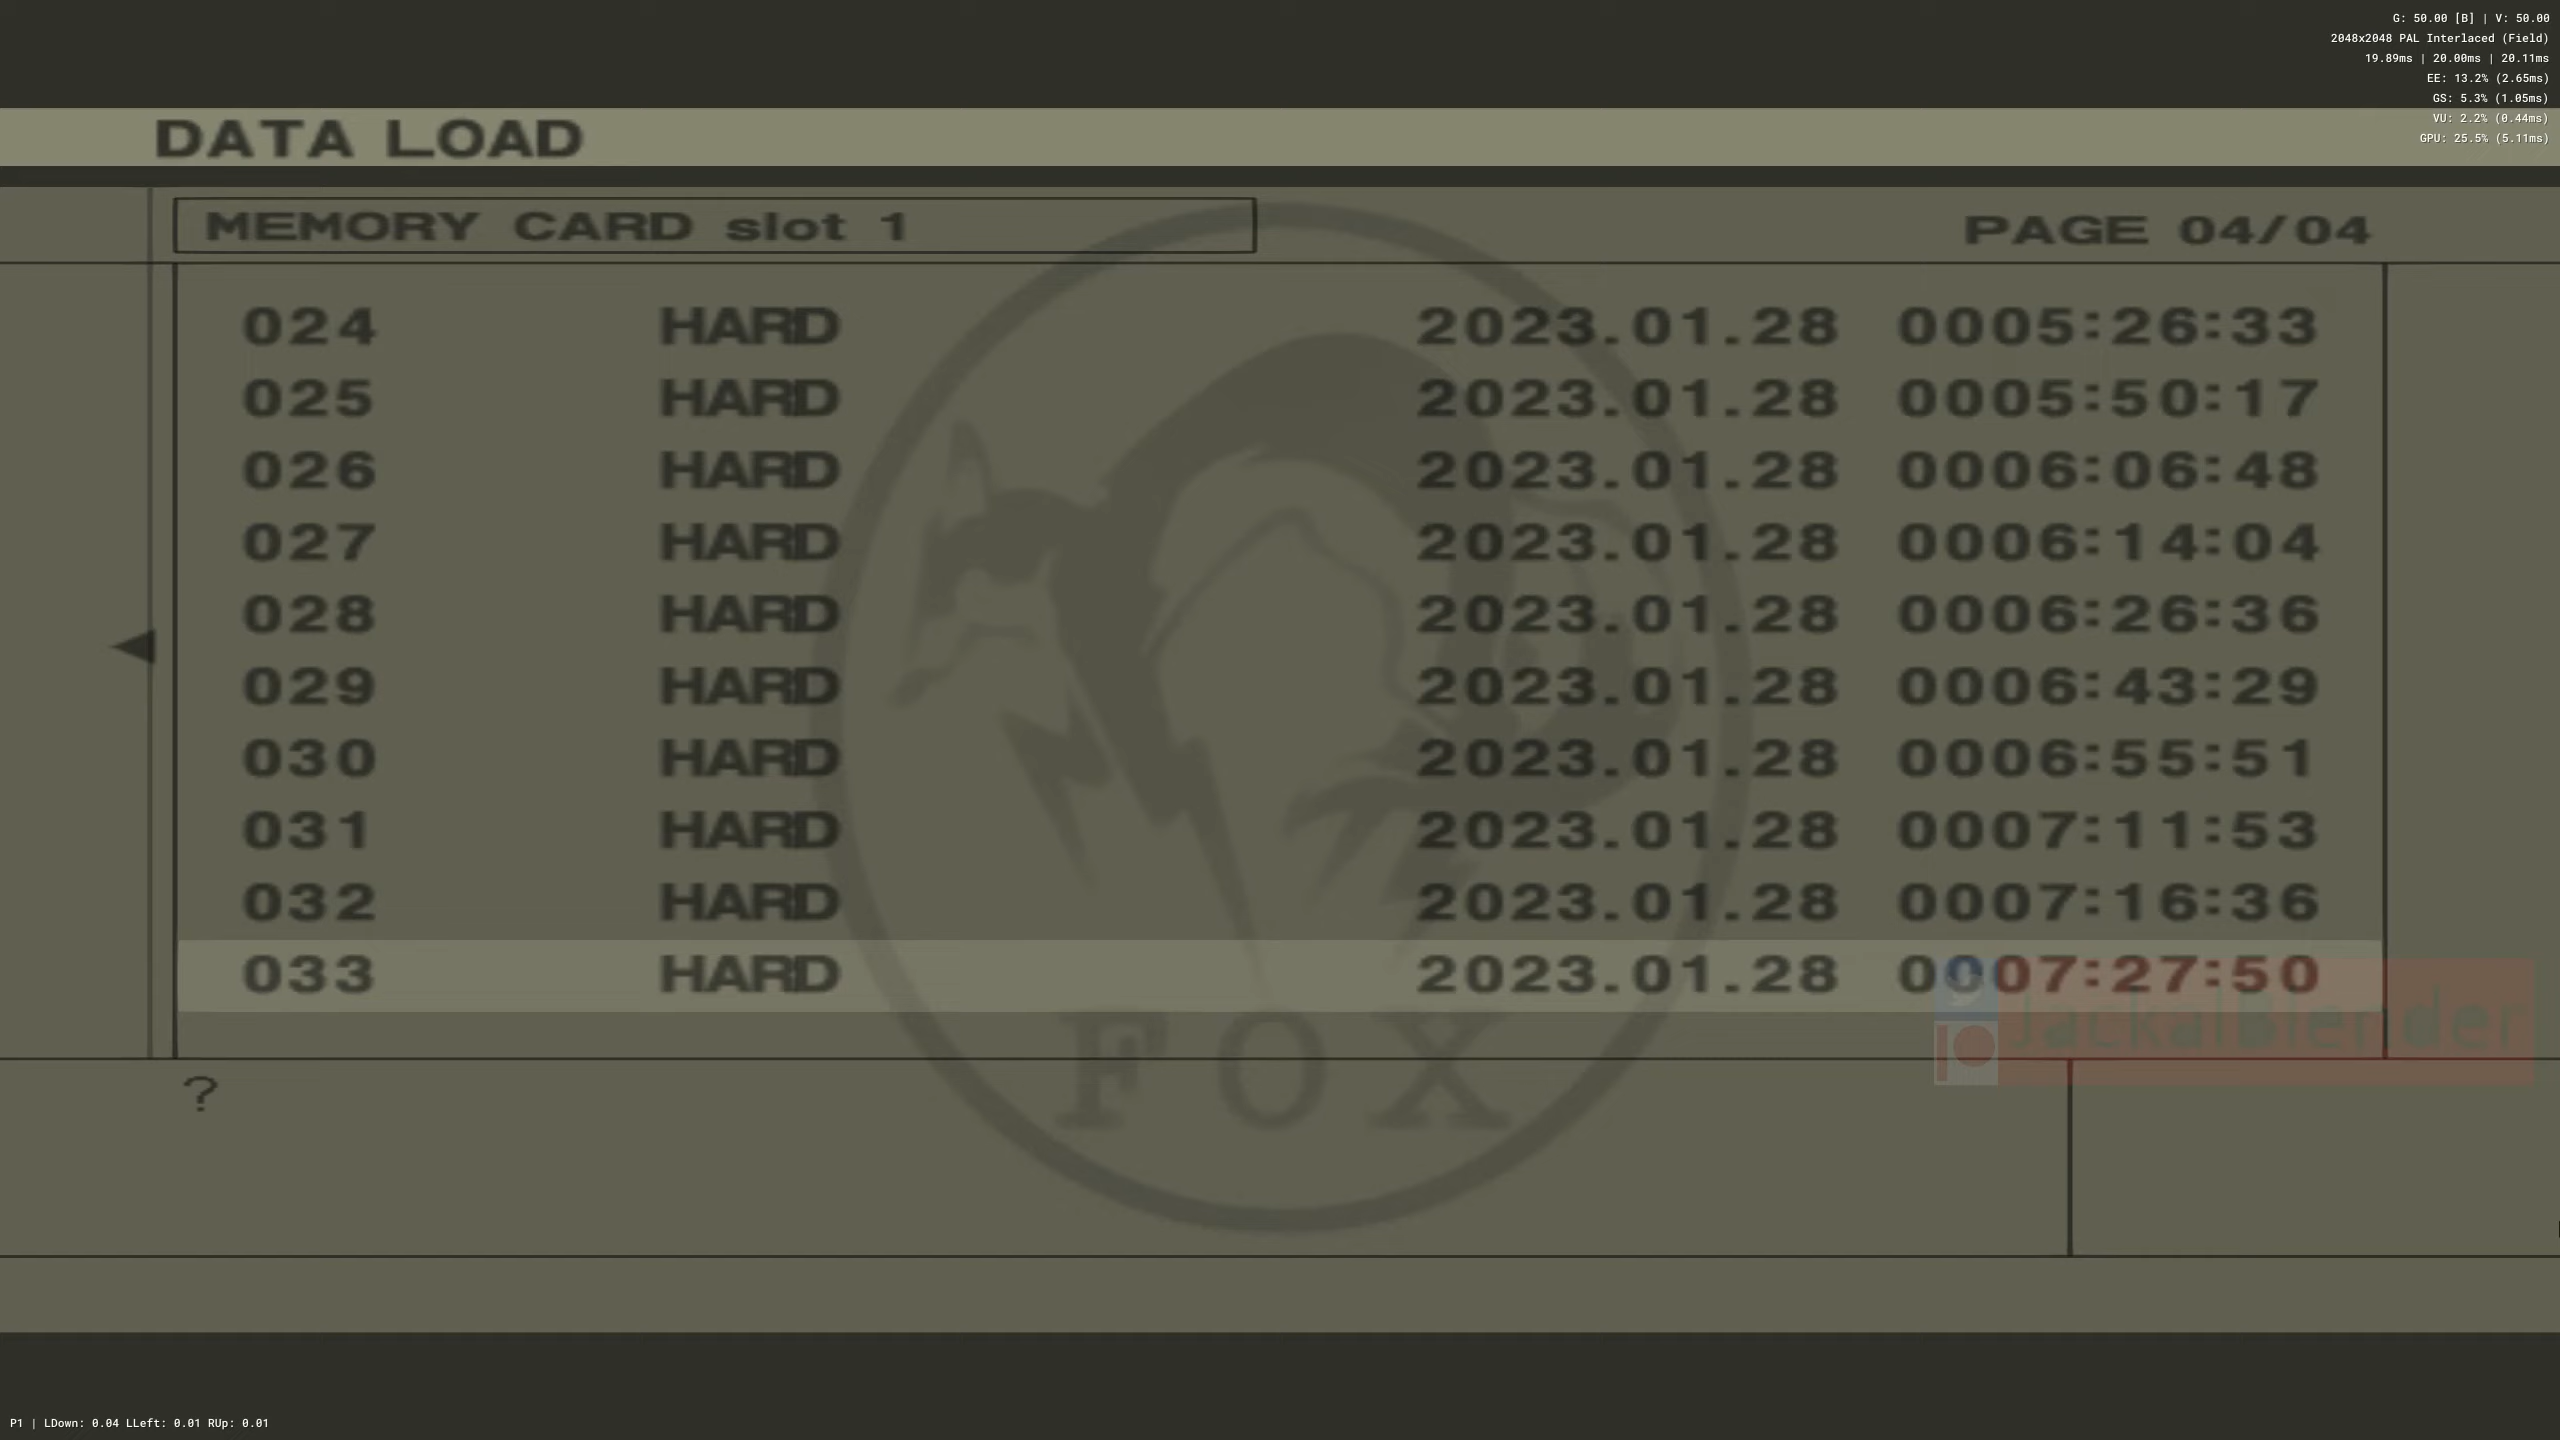 G: 50.00 [B] | V: 50.00
2048x2048 PAL Interlaced (Field)
19.89ms | 20.00ms | 20.11ms
EE: 13.2% (2.65ms)
GS: 5.3% (1.05ms)
VU: 2.2% (0.44ms)
GPU: 25.5% (5.11ms)
DATA LOAD
MEMORY CARD slot 1 PAGE 04/04
024 HARD 2023.01.28 0005:26:33
025 HARD 2023.01.28 0005:50:17
026 HARD 2023.01.28 0006:06:48
027 HARD 2023.01.28 0006:14:04
028 HARD 2023.01.28 0006:26:36
029 HARD 2023.01.28 0006:43:29
030 HARD 2023.01.28 0006:55:51
031 HARD 2023.01.28 0007:11:53
032 HARD 2023.01.28 0007:16:36
033 HARD 2023.01.28 0007:27:50
JackalBlender
FOX
?
P1 | LDown: 0.04 LLeft: 0.01 RUp: 0.01